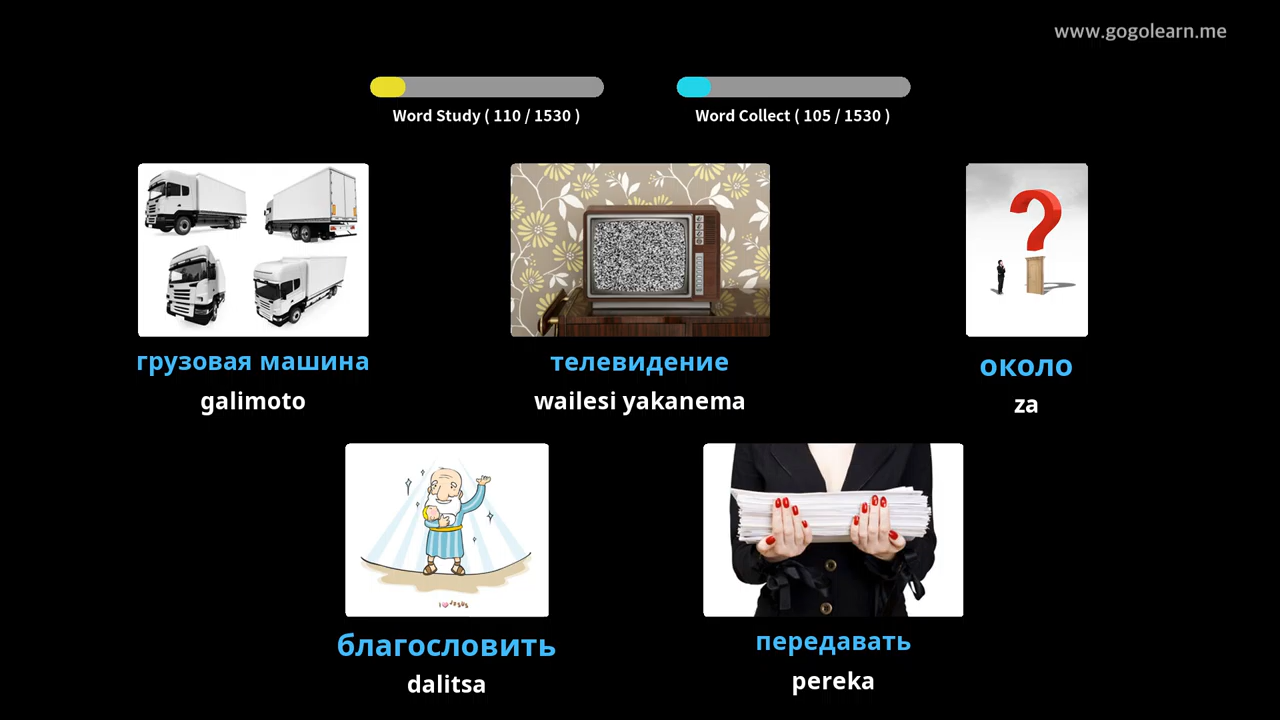 www.gogolearn.me
Word Study ( 110 / 1530 )
Word Collect ( 105 / 1530 )
грузовая машина
galimoto
телевидение
wailesi yakanema
около
za
благословить
dalitsa
передавать
pereka